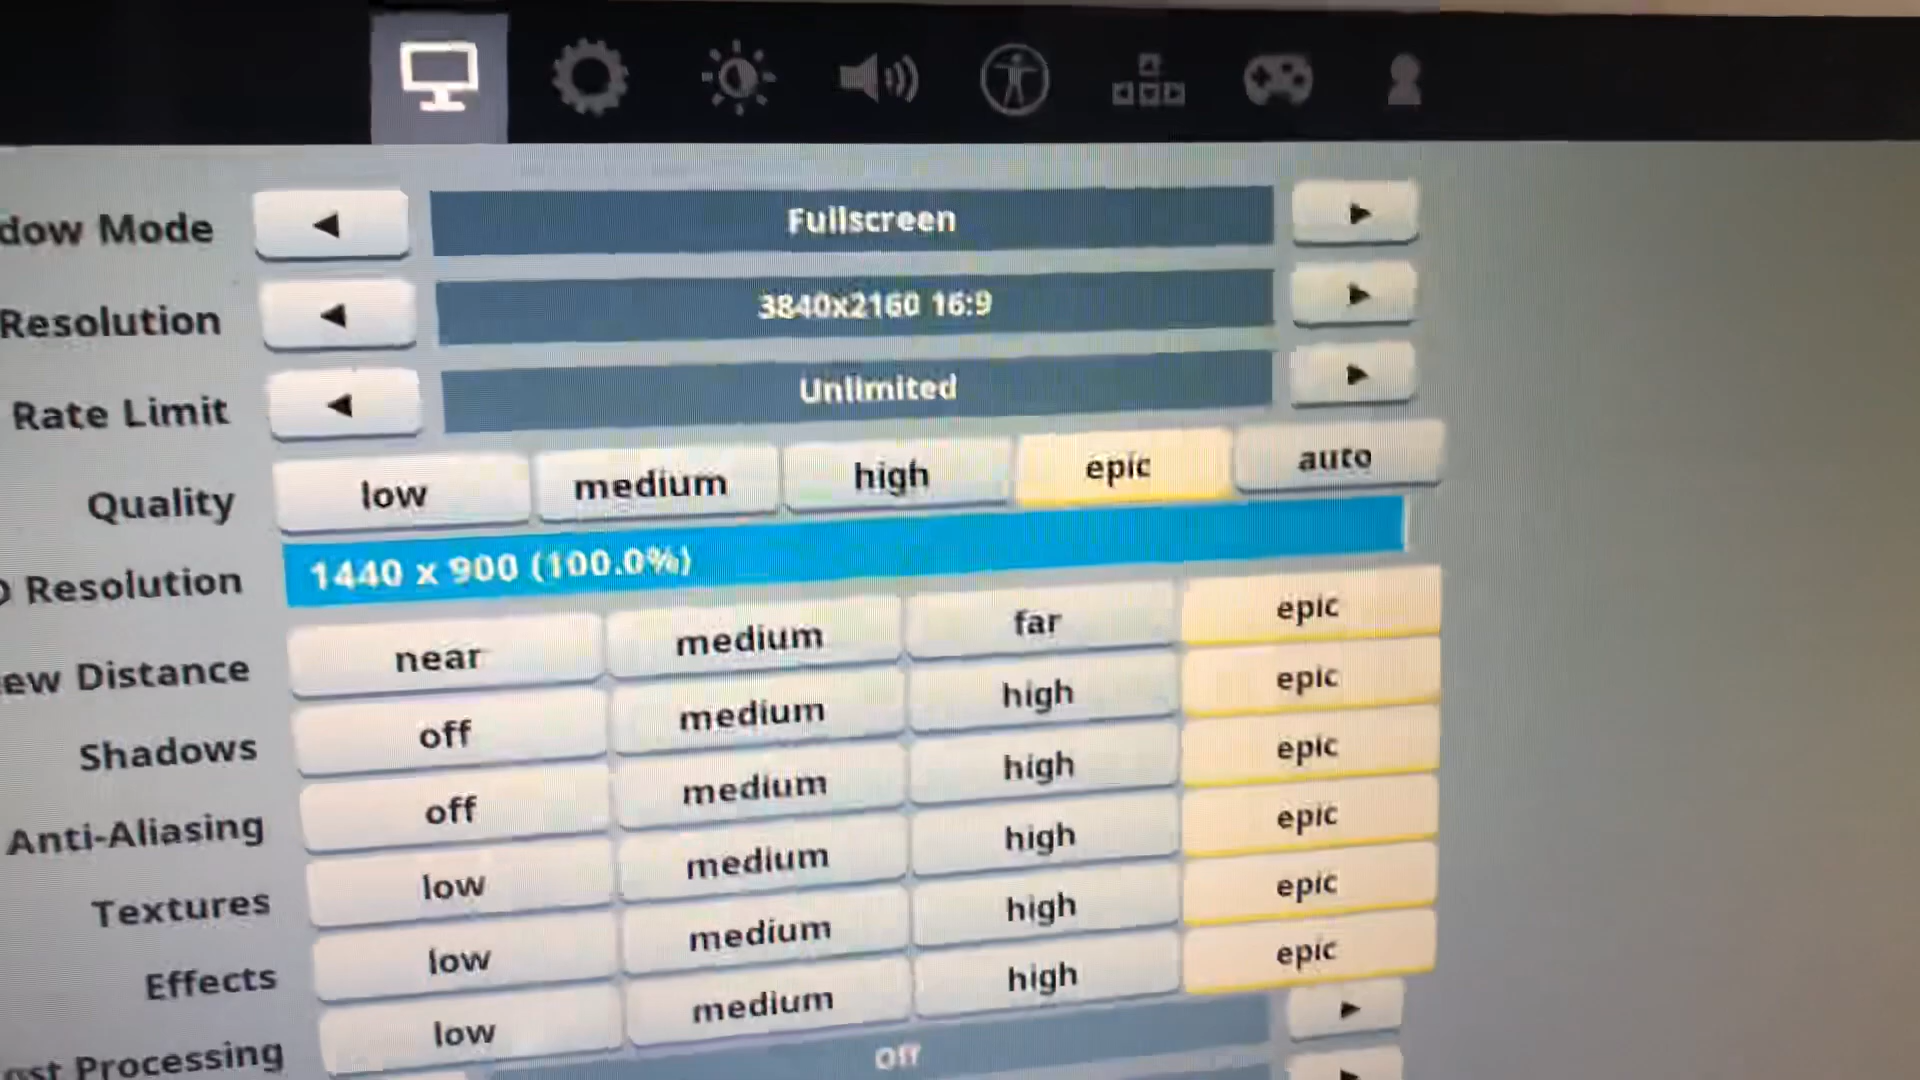 dow Mode Fullscreen
Resolution 3840x2160 16:9
Rate Limit Unlimited
Quality low medium high epic auto
D Resolution 1440 x 900 (100.0%)
ew Distance near medium far epic
Shadows off medium high epic
Anti-Aliasing off medium high epic
Textures low medium high epic
Effects low medium high epic
ost Processing low medium high epic
Off